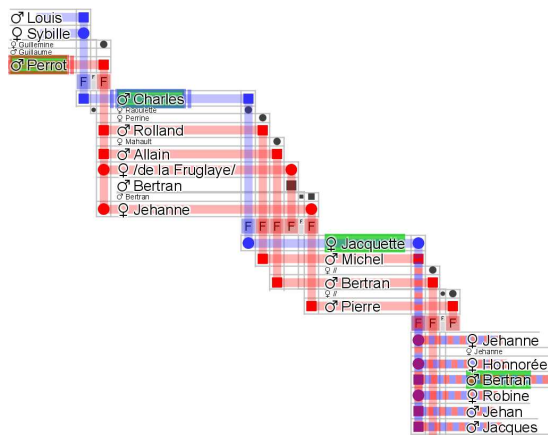 ♂ Louis
♀ Sybille
♀ Guillemine
♂ Guillaume
♂ Perrot
F F F
♂ Charles
♀ Raoulette
♀ Perrine
♂ Rolland
♀ Mahault
♂ Allain
♀ /de la Fruglaye/
♂ Bertran
♂ Bertran
♀ Jehanne
F F F F F F
♀ Jacquette
♂ Michel
♀ //
♂ Bertran
♀ //
♂ Pierre
F F F F
♀ Jehanne
♀ Jehanne
♀ Honnorée
♂ Bertran
♀ Robine
♂ Jehan
♂ Jacques